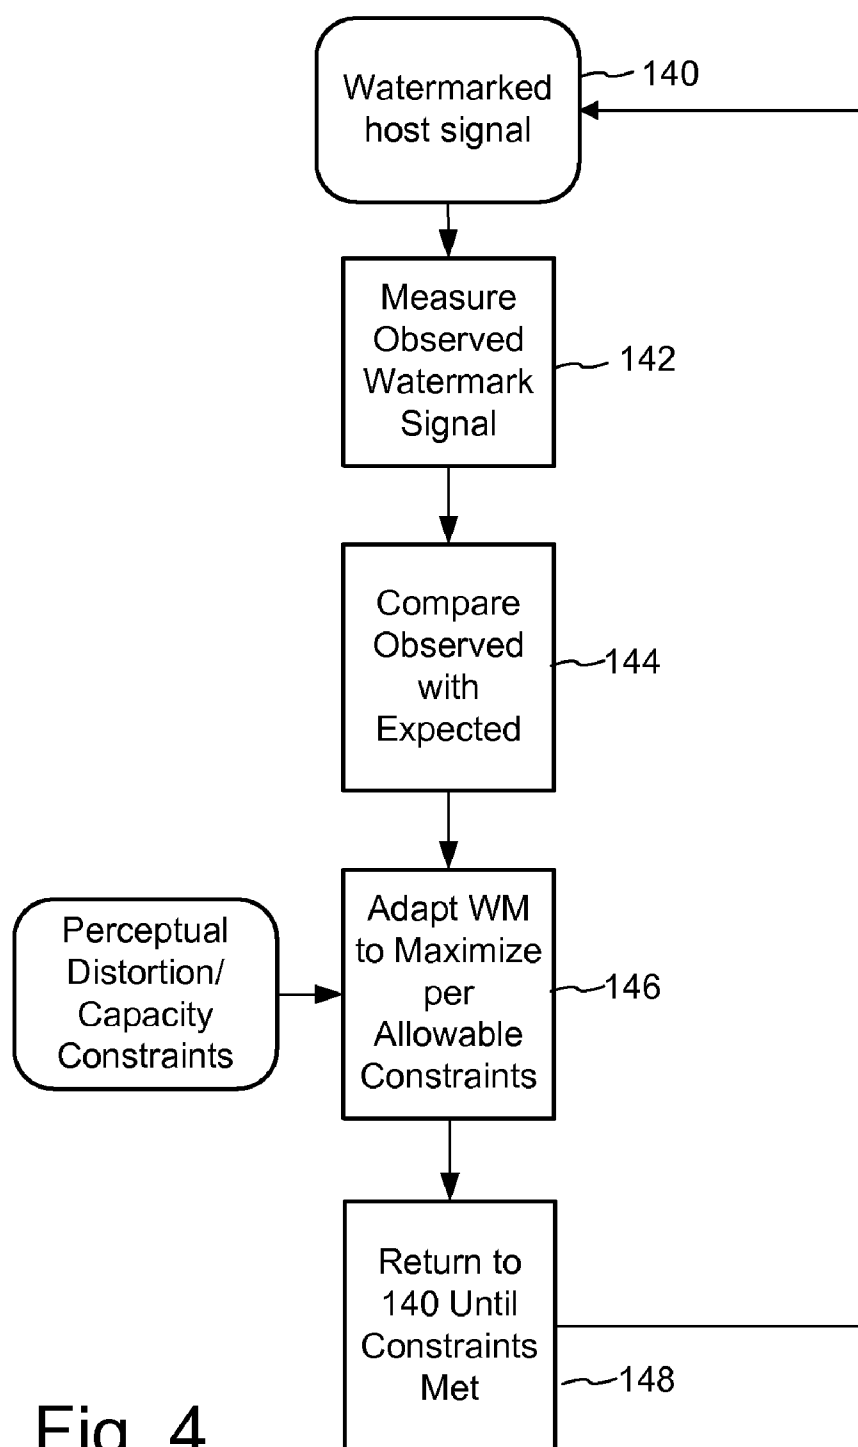 Watermarked
host signal
140
Measure
Observed
Watermark
Signal
142
Compare
Observed
with
Expected
144
Perceptual
Distortion/
Capacity
Constraints
Adapt WM
to Maximize
per
Allowable
Constraints
146
Return to
140 Until
Constraints
Met
148
Fig. 4